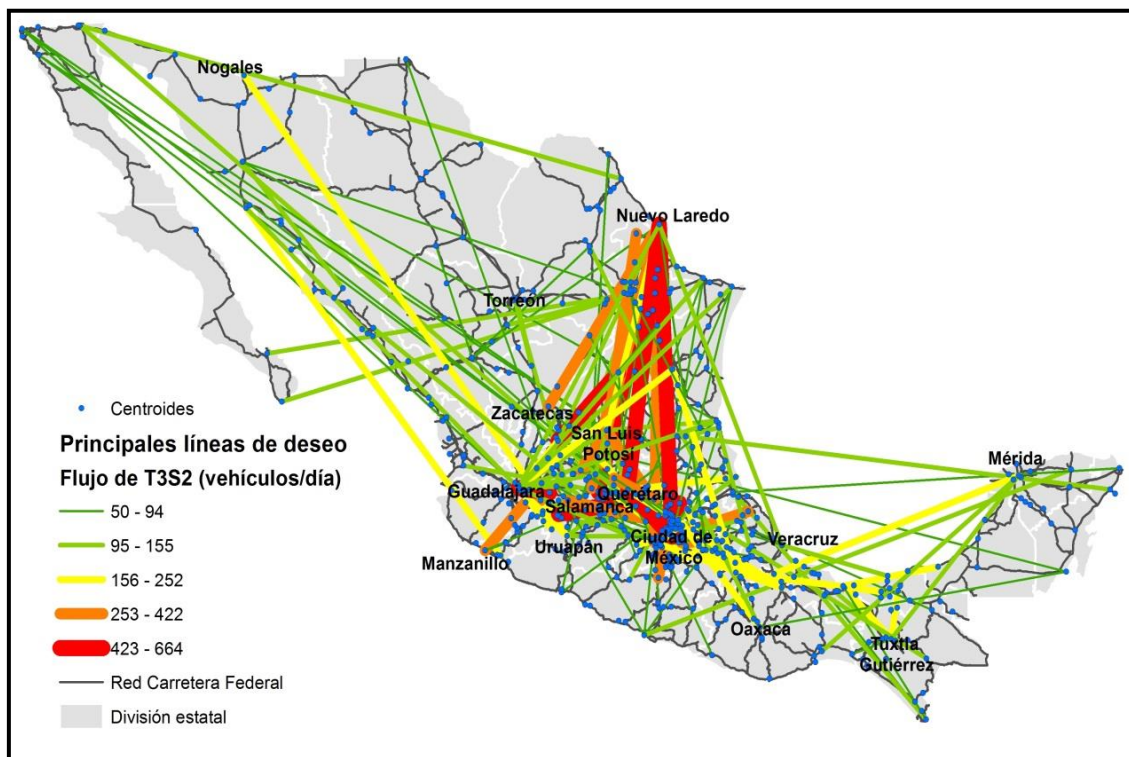 Nogales
Nuevo Laredo
Torreón
Zacatecas
San Luis
Potosí
Mérida
Guadalajara
Querétaro
Salamanca
Ciudad de
México
Veracruz
Uruapán
Manzanillo
Oaxaca
Tuxtla
Gutiérrez
Centroides
Principales líneas de deseo
Flujo de T3S2 (vehículos/día)
50 - 94
95 - 155
156 - 252
253 - 422
423 - 664
Red Carretera Federal
División estatal